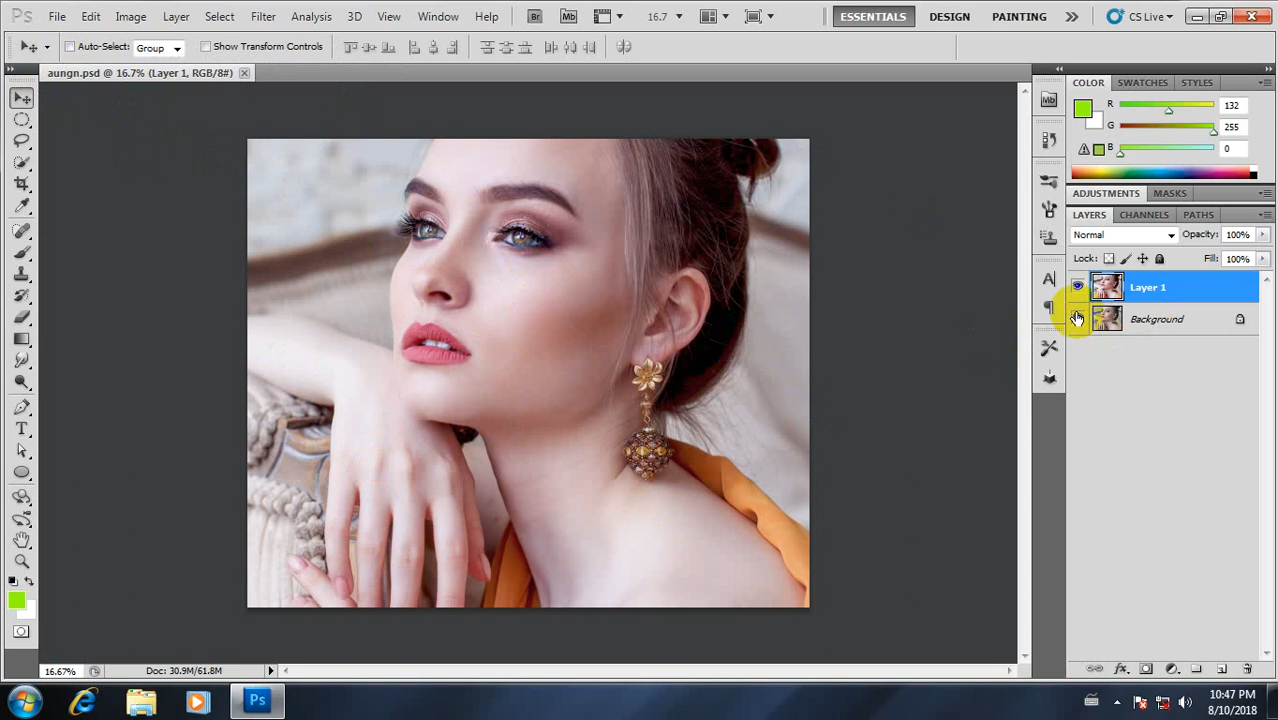 Ps File Edit Image Layer Select Filter Analysis 3D View Window Help Br Mb 16.7 ESSENTIALS DESIGN PAINTING CS Live
Auto-Select: Group Show Transform Controls
aungn.psd @ 16.7% (Layer 1, RGB/8#)
COLOR SWATCHES STYLES
Mb
R 132
G 255
B 0
ADJUSTMENTS MASKS
LAYERS CHANNELS PATHS
Normal Opacity: 100%
Lock: Fill: 100%
Layer 1
Background
16.67% Doc: 30.9M/61.8M
Ps
10:47 PM
8/10/2018